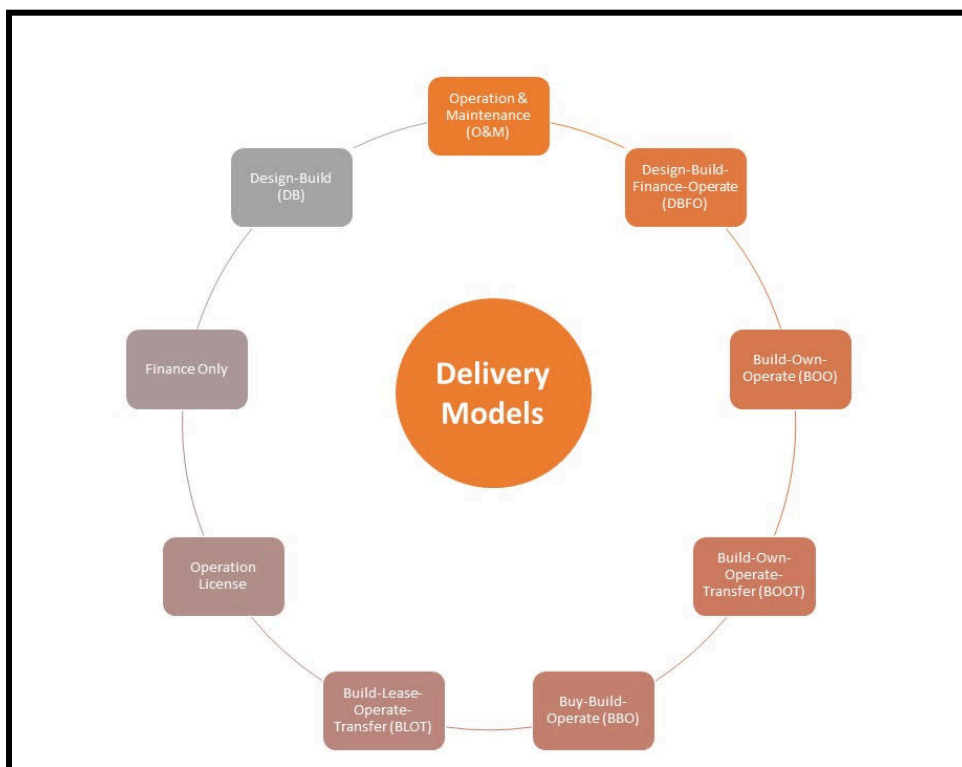 Operation &
Maintenance
(O&M)
Design-Build-
Finance-Operate
(DBFO)
Build-Own-
Operate (BOO)
Build-Own-
Operate-
Transfer (BOOT)
Buy-Build-
Operate (BBO)
Build-Lease-
Operate-
Transfer (BLOT)
Operation
License
Finance Only
Design-Build
(DB)
Delivery
Models